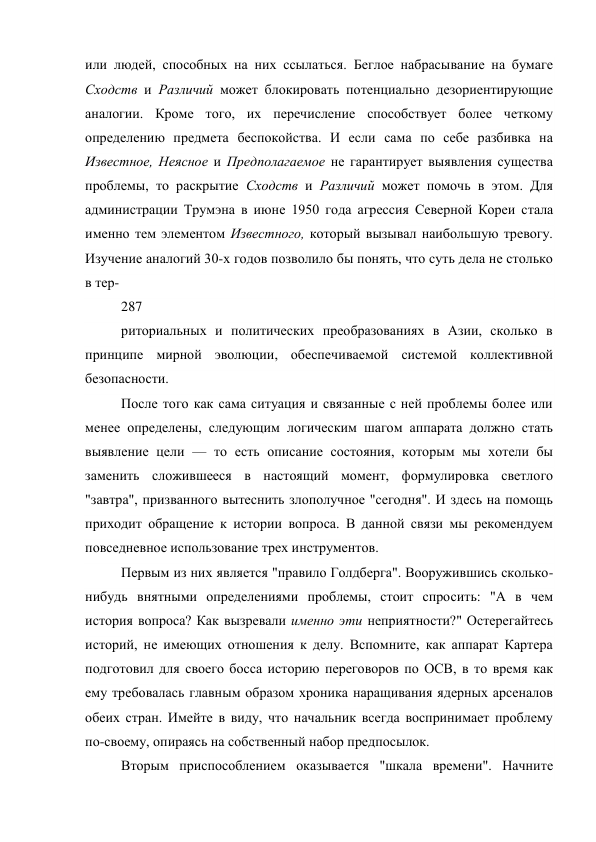 или людей, способных на них ссылаться. Беглое набрасывание на бумаге
Сходств и Различий может блокировать потенциально дезориентирующие
аналогии. Кроме того, их перечисление способствует более четкому
определению предмета беспокойства. И если сама по себе разбивка на
Известное, Неясное и Предполагаемое не гарантирует выявления существа
проблемы, то раскрытие Сходств и Различий может помочь в этом. Для
администрации Трумэна в июне 1950 года агрессия Северной Кореи стала
именно тем элементом Известного, который вызывал наибольшую тревогу.
Изучение аналогий 30-х годов позволило бы понять, что суть дела не столько
в тер-
287
риториальных и политических преобразованиях в Азии, сколько в
принципе мирной эволюции, обеспечиваемой системой коллективной
безопасности.
После того как сама ситуация и связанные с ней проблемы более или
менее определены, следующим логическим шагом аппарата должно стать
выявление цели — то есть описание состояния, которым мы хотели бы
заменить сложившееся в настоящий момент, формулировка светлого
"завтра", призванного вытеснить злополучное "сегодня". И здесь на помощь
приходит обращение к истории вопроса. В данной связи мы рекомендуем
повседневное использование трех инструментов.
Первым из них является "правило Голдберга". Вооружившись сколько-
нибудь внятными определениями проблемы, стоит спросить: "А в чем
история вопроса? Как вызревали именно эти неприятности?" Остерегайтесь
историй, не имеющих отношения к делу. Вспомните, как аппарат Картера
подготовил для своего босса историю переговоров по ОСВ, в то время как
ему требовалась главным образом хроника наращивания ядерных арсеналов
обеих стран. Имейте в виду, что начальник всегда воспринимает проблему
по-своему, опираясь на собственный набор предпосылок.
Вторым приспособлением оказывается "шкала времени". Начните